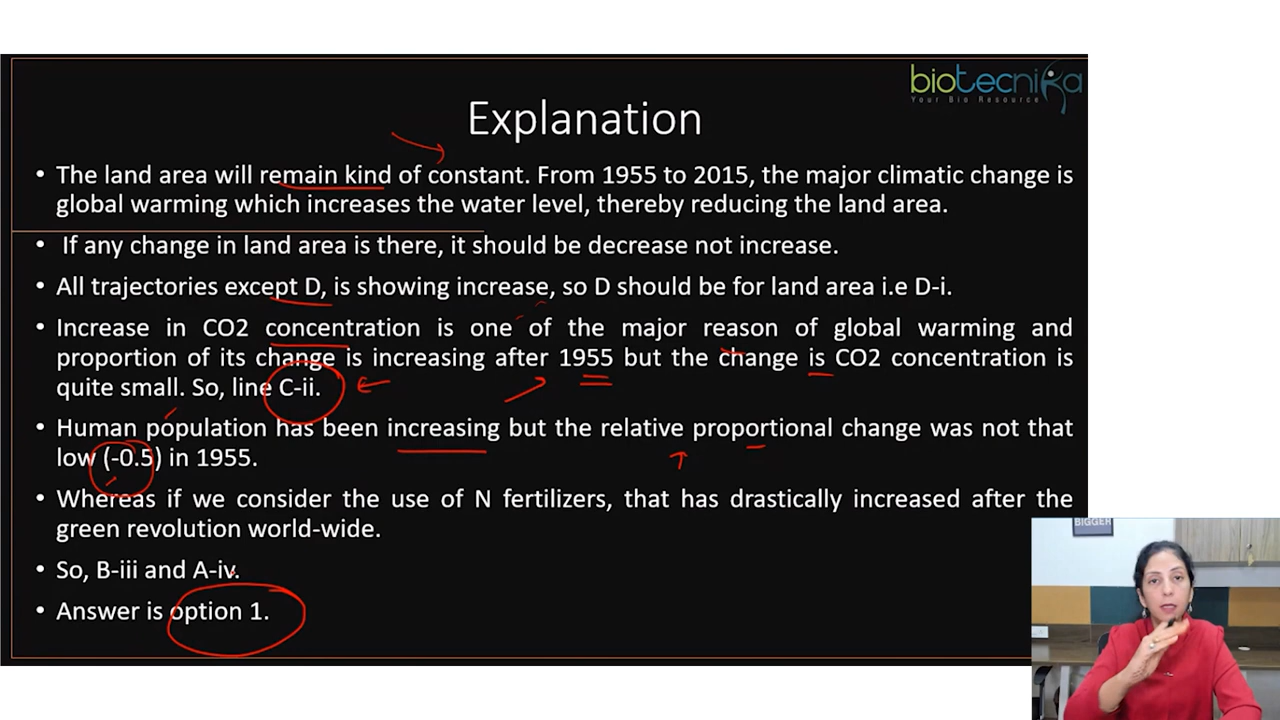 biotecnika
Your Bio Resource
Explanation
• The land area will remain kind of constant. From 1955 to 2015, the major climatic change is
global warming which increases the water level, thereby reducing the land area.
• If any change in land area is there, it should be decrease not increase.
• All trajectories except D, is showing increase, so D should be for land area i.e D-i.
• Increase in CO2 concentration is one of the major reason of global warming and
proportion of its change is increasing after 1955 but the change is CO2 concentration is
quite small. So, line C-ii.
• Human population has been increasing but the relative proportional change was not that
low (-0.5) in 1955.
• Whereas if we consider the use of N fertilizers, that has drastically increased after the
green revolution world-wide.
• So, B-iii and A-iv.
• Answer is option 1.
BIGGER